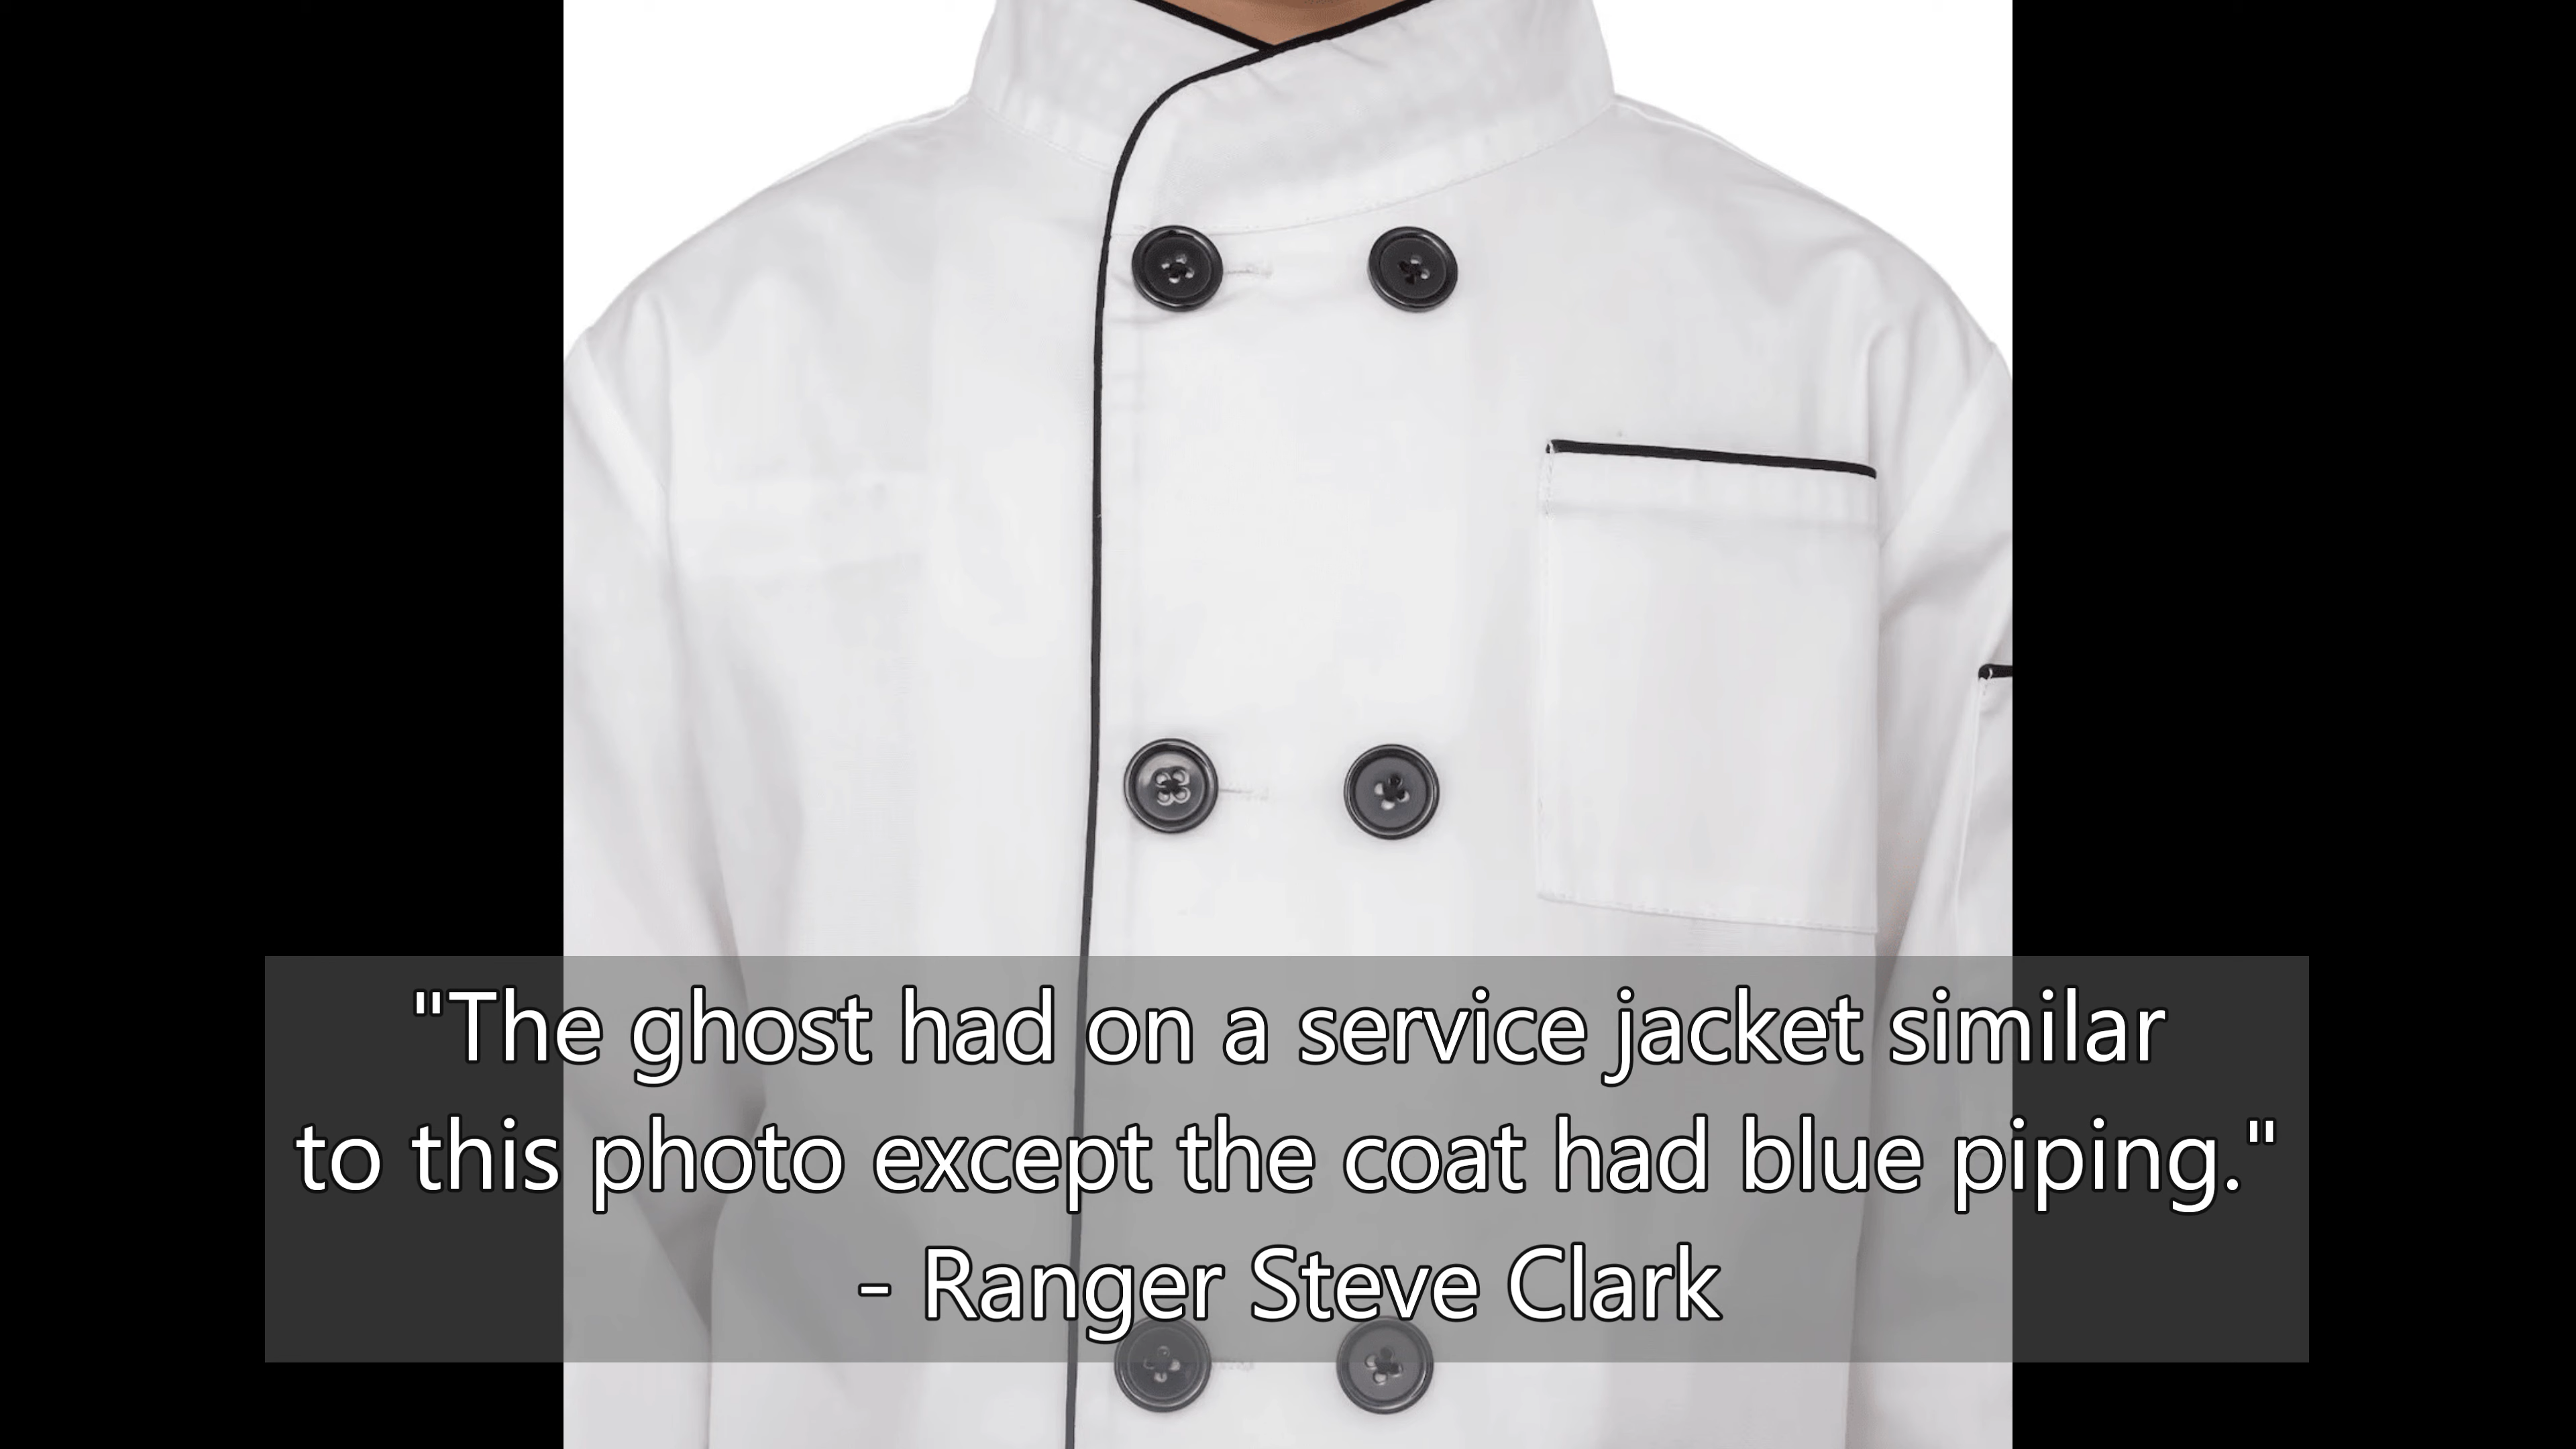 "The ghost had on a service jacket similar
to this photo except the coat had blue piping."
- Ranger Steve Clark